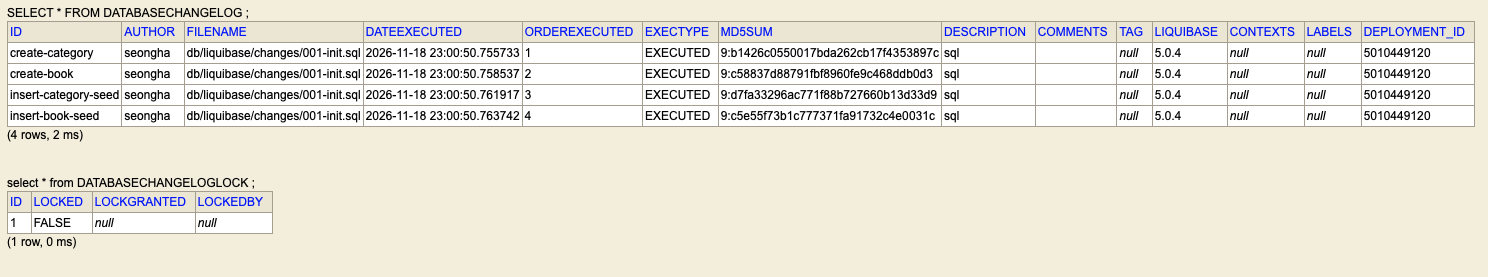 SELECT * FROM DATABASECHANGELOG ;
ID AUTHOR FILENAME DATEEXECUTED ORDEREXECUTED EXECTYPE MD5SUM DESCRIPTION COMMENTS TAG LIQUIBASE CONTEXTS LABELS DEPLOYMENT_ID
create-category seongha db/liquibase/changes/001-init.sql 2026-11-18 23:00:50.755733 1 EXECUTED 9:b1426c0550017bda262cb17f4353897c sql null 5.0.4 null null 5010449120
create-book seongha db/liquibase/changes/001-init.sql 2026-11-18 23:00:50.758537 2 EXECUTED 9:c58837d88791fbf8960fe9c468ddb0d3 sql null 5.0.4 null null 5010449120
insert-category-seed seongha db/liquibase/changes/001-init.sql 2026-11-18 23:00:50.761917 3 EXECUTED 9:d7fa33296ac771f88b727660b13d33d9 sql null 5.0.4 null null 5010449120
insert-book-seed seongha db/liquibase/changes/001-init.sql 2026-11-18 23:00:50.763742 4 EXECUTED 9:c5e55f73b1c777371fa91732c4e0031c sql null 5.0.4 null null 5010449120
(4 rows, 2 ms)
select * from DATABASECHANGELOGLOCK ;
ID LOCKED LOCKGRANTED LOCKEDBY
1 FALSE null null
(1 row, 0 ms)